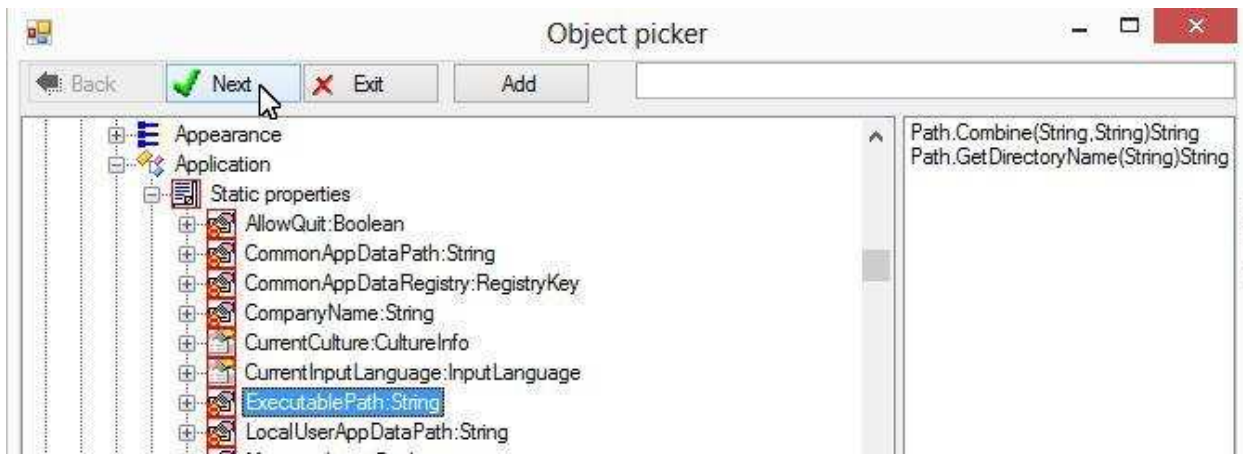 Object picker
Back Next Exit Add
Appearance
Application
Static properties
AllowQuit:Boolean
CommonAppDataPath:String
CommonAppDataRegistry:RegistryKey
CompanyName:String
CurrentCulture:CultureInfo
CurrentInputLanguage:InputLanguage
ExecutablePath:String
LocalUserAppDataPath:String
Path.Combine(String,String)String
Path.GetDirectoryName(String)String